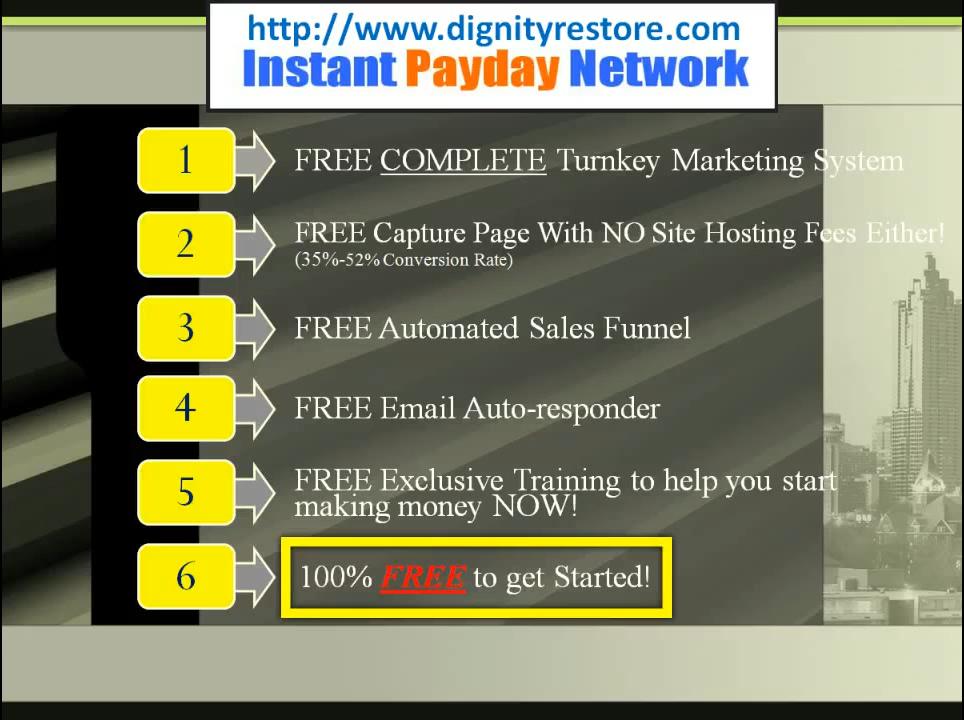 http://www.dignityrestore.com
Instant Payday Network
1
FREE COMPLETE Turnkey Marketing System
2
FREE Capture Page With NO Site Hosting Fees Either!
(35%-52% Conversion Rate)
3
FREE Automated Sales Funnel
4
FREE Email Auto-responder
5
FREE Exclusive Training to help you start
making money NOW!
6
100% FREE to get Started!